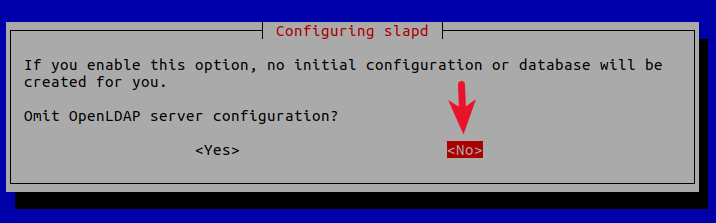 Configuring slapd
If you enable this option, no initial configuration or database will be
created for you.
Omit OpenLDAP server configuration?
<Yes> <No>